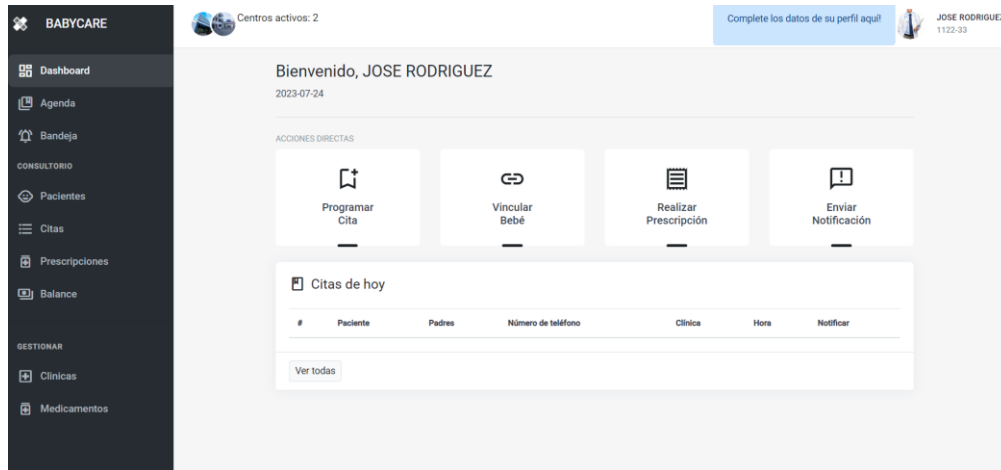 BABYCARE
Dashboard
Agenda
Bandeja
CONSULTORIO
Pacientes
Citas
Prescripciones
Balance
GESTIONAR
Clinicas
Medicamentos
Centros activos: 2
Complete los datos de su perfil aquí!
JOSE RODRIGUEZ
1122-33
Bienvenido, JOSE RODRIGUEZ
2023-07-24
ACCIONES DIRECTAS
Programar
Cita
Vincular
Bebé
Realizar
Prescripción
Enviar
Notificación
Citas de hoy
# Paciente Padres Número de teléfono Clínica Hora Notificar
Ver todas